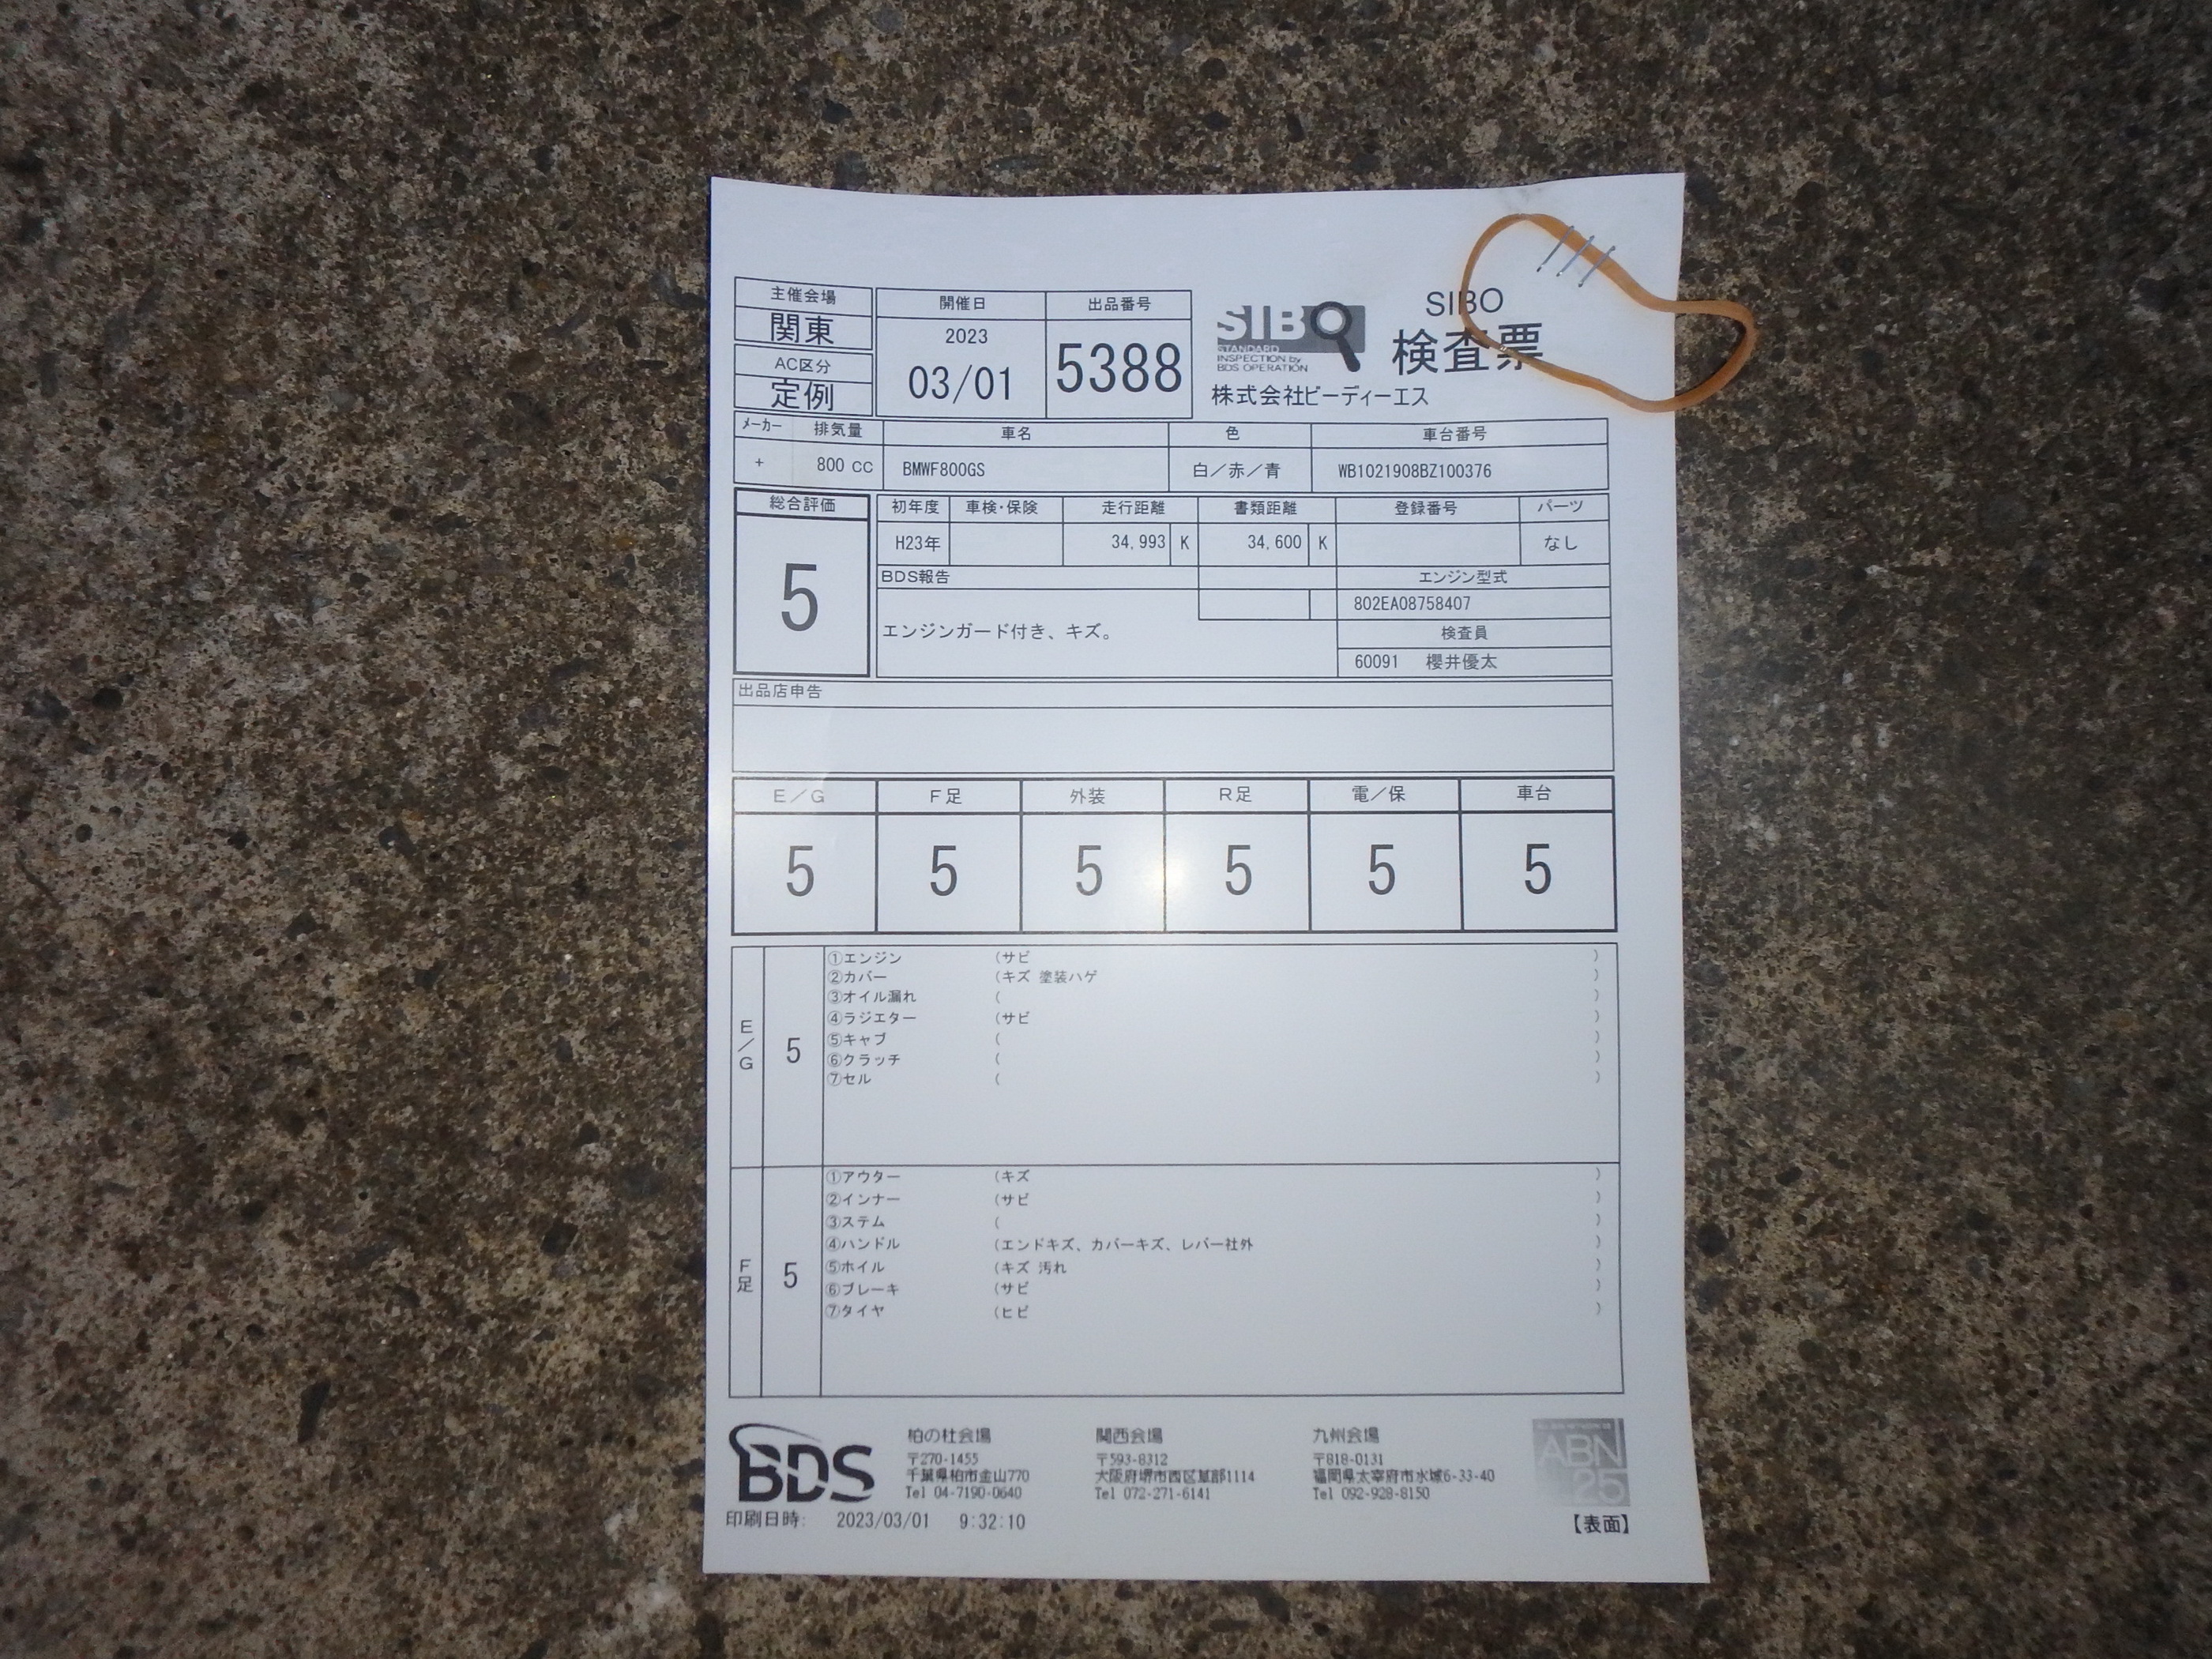 主催会場
関東
AC区分
定例
開催日
2023
03/01
出品番号
5388
SIBO
STANDARD
INSPECTION by
BDS OPERATION
SIBO
検査票
株式会社ビーディーエス
メーカー 排気量 車名 色 車台番号
+ 800 CC BMWF800GS 白／赤／青 WB1021908BZ100376
総合評価
5
初年度 車検・保険 走行距離 書類距離 登録番号 パーツ
H23年 34,993 K 34,600 K なし
BDS報告 エンジン型式
802EA08758407
エンジンガード付き、キズ。
検査員
60091 櫻井優太
出品店申告
E／G F足 外装 R足 電／保 車台
5 5 5 5 5 5
E／G 5
①エンジン (サビ )
②カバー (キズ 塗装ハゲ )
③オイル漏れ ( )
④ラジエター (サビ )
⑤キャブ ( )
⑥クラッチ ( )
⑦セル ( )
F足 5
①アウター (キズ )
②インナー (サビ )
③ステム ( )
④ハンドル (エンドキズ、カバーキズ、レバー社外 )
⑤ホイル (キズ 汚れ )
⑥ブレーキ (サビ )
⑦タイヤ (ヒビ )
BDS
柏の杜会場
〒270-1455
千葉県柏市金山770
Tel 04-7190-0640
関西会場
〒593-8312
大阪府堺市西区草部1114
Tel 072-271-6141
九州会場
〒818-0131
福岡県太宰府市水城6-33-40
Tel 092-928-8150
ABN
25
印刷日時: 2023/03/01 9:32:10
【表面】